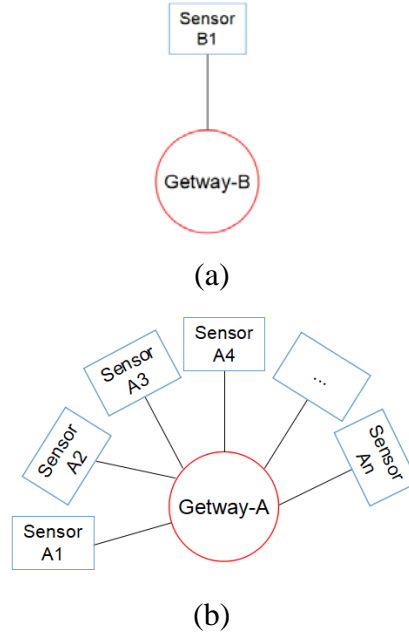 Sensor
B1
Getway-B
(a)
Sensor
A1
Sensor
A2
Sensor
A3
Sensor
A4
...
Sensor
An
Getway-A
(b)